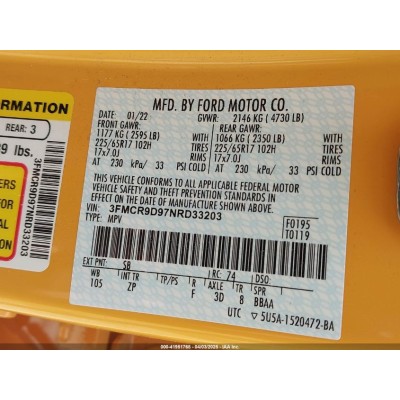 MFD. BY FORD MOTOR CO.
DATE: 01/22 GVWR: 2146 KG ( 4730 LB)
FRONT GAWR: REAR GAWR:
1177 KG ( 2595 LB) 1066 KG ( 2350 LB)
225/65R17 102H TIRES 225/65R17 102H
17x7.0J RIMS 17x7.0J
AT 230 kPa/ 33 PSI COLD AT 230 kPa/ 33 PSI COLD
THIS VEHICLE CONFORMS TO ALL APPLICABLE FEDERAL MOTOR
VEHICLE SAFETY AND THEFT PREVENTION STANDARDS IN EFFECT
ON THE DATE OF MANUFACTURE SHOWN ABOVE.
VIN: 3FMCR9D97NRD33203
TYPE: MPV
F0195
T0119
EXT PNT: SB RC: 74 DSO:
WB INT TR TP/PS R AXLE TR SPR
105 ZP F 3D 8 BBAA
UTC ▽ 5U5A-1520472-BA
FORMATION
REAR: 3
lbs.
3FMCR9D97NRD33203